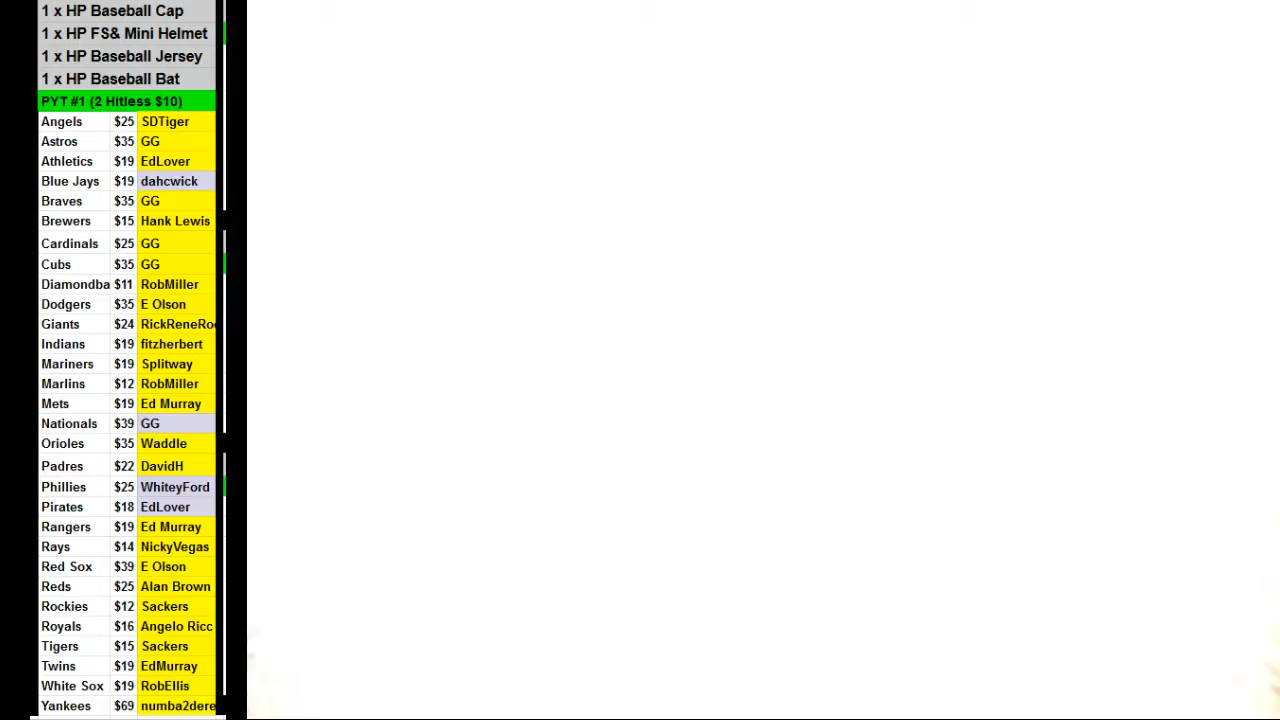 1 x HP Baseball Cap
1 x HP FS& Mini Helmet
1 x HP Baseball Jersey
1 x HP Baseball Bat
PYT #1 (2 Hitless $10)
Angels $25 SDTiger
Astros $35 GG
Athletics $19 EdLover
Blue Jays $19 dahcwick
Braves $35 GG
Brewers $15 Hank Lewis
Cardinals $25 GG
Cubs $35 GG
Diamondba $11 RobMiller
Dodgers $35 E Olson
Giants $24 RickReneRoc
Indians $19 fitzherbert
Mariners $19 Splitway
Marlins $12 RobMiller
Mets $19 Ed Murray
Nationals $39 GG
Orioles $35 Waddle
Padres $22 DavidH
Phillies $25 WhiteyFord
Pirates $18 EdLover
Rangers $19 Ed Murray
Rays $14 NickyVegas
Red Sox $39 E Olson
Reds $25 Alan Brown
Rockies $12 Sackers
Royals $16 Angelo Ricc
Tigers $15 Sackers
Twins $19 EdMurray
White Sox $19 RobEllis
Yankees $69 numba2dere